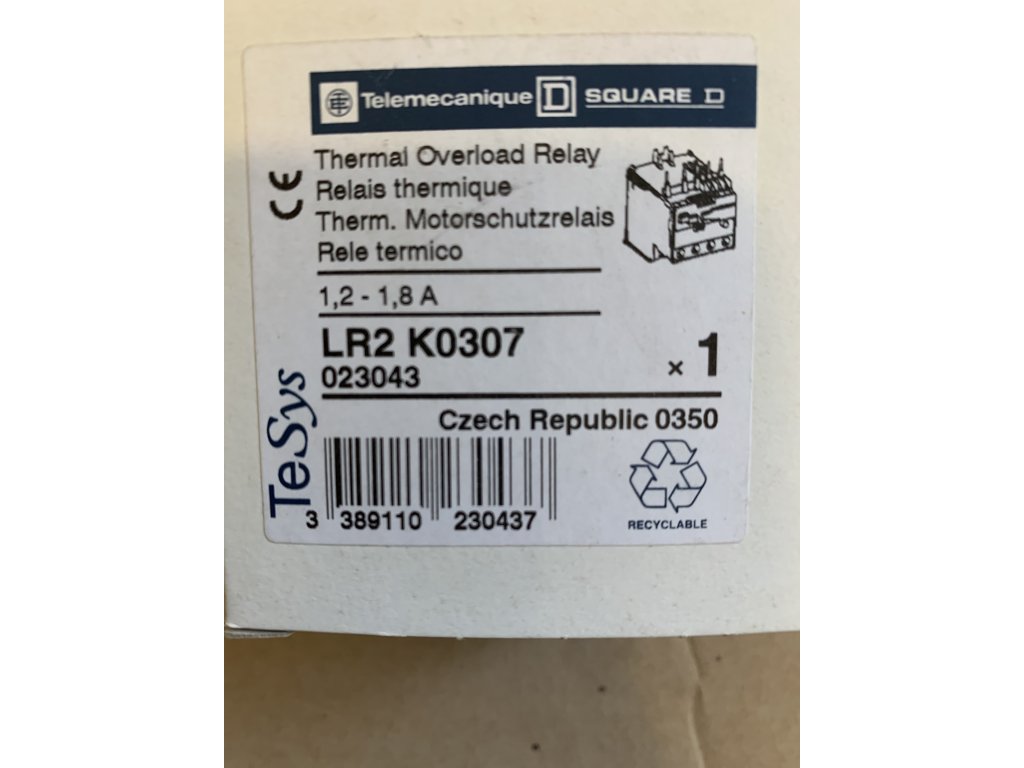 Telemecanique D SQUARE D
CE
Thermal Overload Relay
Relais thermique
Therm. Motorschutzrelais
Rele termico
1,2 - 1,8 A
LR2 K0307
023043
x 1
Czech Republic 0350
TeSys
3 389110 230437
RECYCLABLE